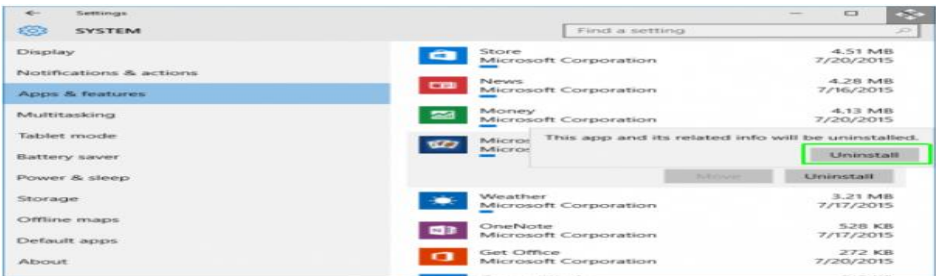 Settings
SYSTEM
Find a setting
Display
Notifications & actions
Apps & features
Multitasking
Tablet mode
Battery saver
Power & sleep
Storage
Offline maps
Default apps
About
Store 4.51 MB
Microsoft Corporation 7/20/2015
News 4.28 MB
Microsoft Corporation 7/16/2015
Money 4.13 MB
Microsoft Corporation 7/20/2015
Micros
Micros
This app and its related info will be uninstalled.
Uninstall
Move Uninstall
Weather 3.21 MB
Microsoft Corporation 7/17/2015
OneNote 528 KB
Microsoft Corporation 7/17/2015
Get Office 272 KB
Microsoft Corporation 7/20/2015